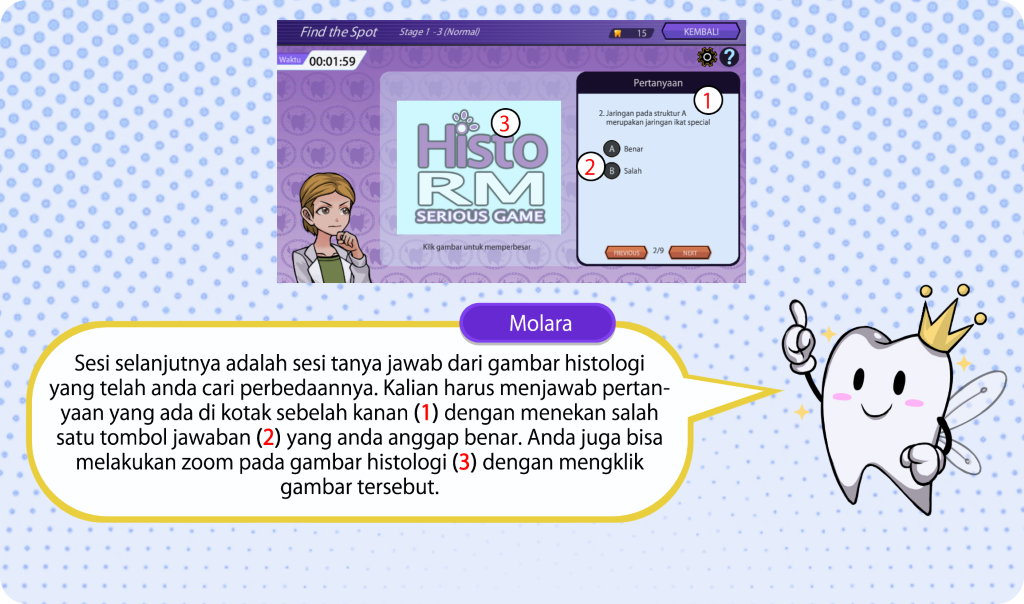 Find the Spot
Stage 1 -3 (Normal)
15
KEMBALI
Waktu
00:01:59
?
Pertanyaan
1
2. Jaringan pada struktur A
merupakan jaringan ikat special
A Benar
2
B Salah
PREVIOUS 2/9 NEXT
3
Histo
RM
SERIOUS GAME
Klik gambar untuk memperbesar
Molara
Sesi selanjutnya adalah sesi tanya jawab dari gambar histologi
yang telah anda cari perbedaannya. Kalian harus menjawab pertan-
yaan yang ada di kotak sebelah kanan (1) dengan menekan salah
satu tombol jawaban (2) yang anda anggap benar. Anda juga bisa
melakukan zoom pada gambar histologi (3) dengan mengklik
gambar tersebut.